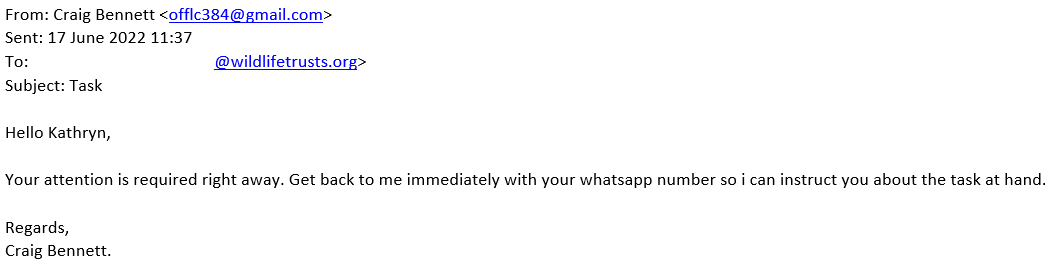 From: Craig Bennett <offlc384@gmail.com>
Sent: 17 June 2022 11:37
To: @wildlifetrusts.org>
Subject: Task
Hello Kathryn,
Your attention is required right away. Get back to me immediately with your whatsapp number so i can instruct you about the task at hand.
Regards,
Craig Bennett.